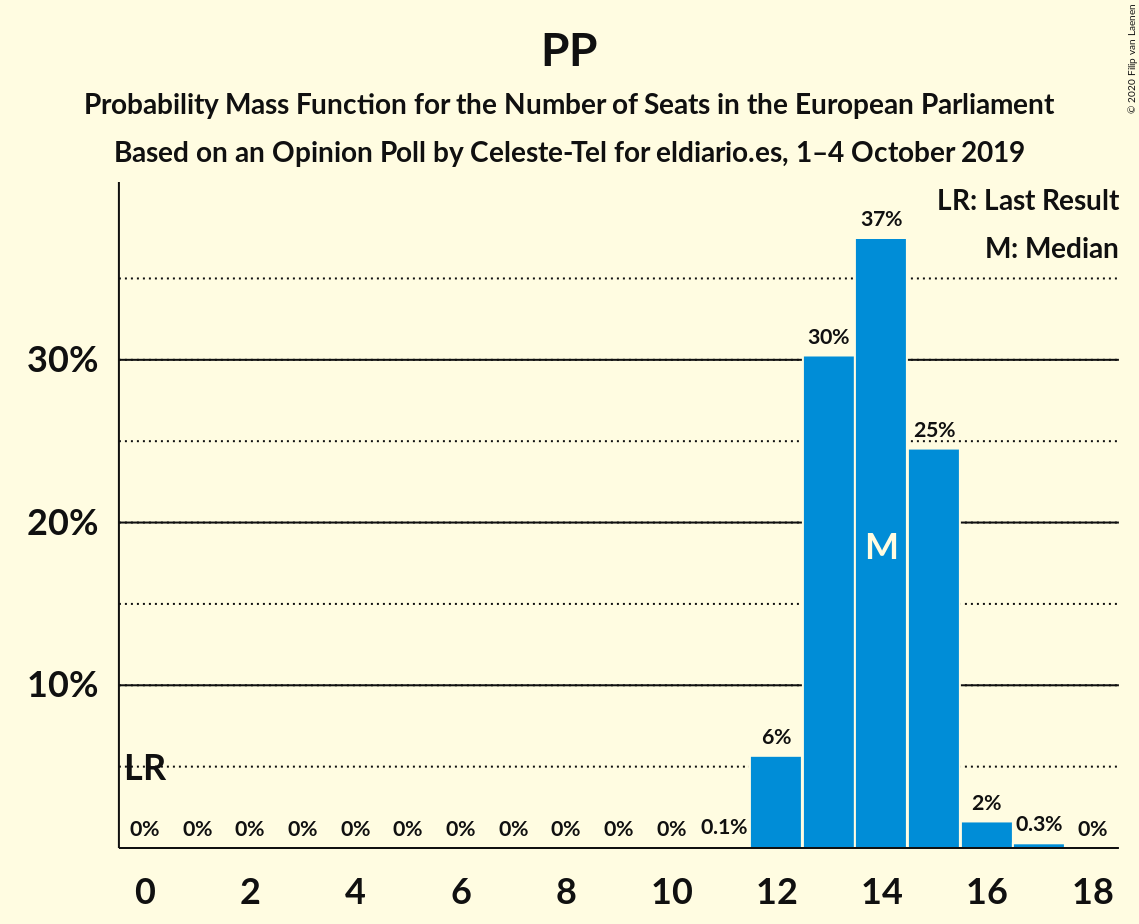 PP
Probability Mass Function for the Number of Seats in the European Parliament
Based on an Opinion Poll by Celeste-Tel for eldiario.es, 1–4 October 2019
© 2020 Filip van Laenen
LR: Last Result
M: Median
37%
30%
30%
25%
20%
M
10%
6%
LR
2%
0% 0% 0% 0% 0% 0% 0% 0% 0% 0% 0% 0.1% 0.3% 0%
0 2 4 6 8 10 12 14 16 18